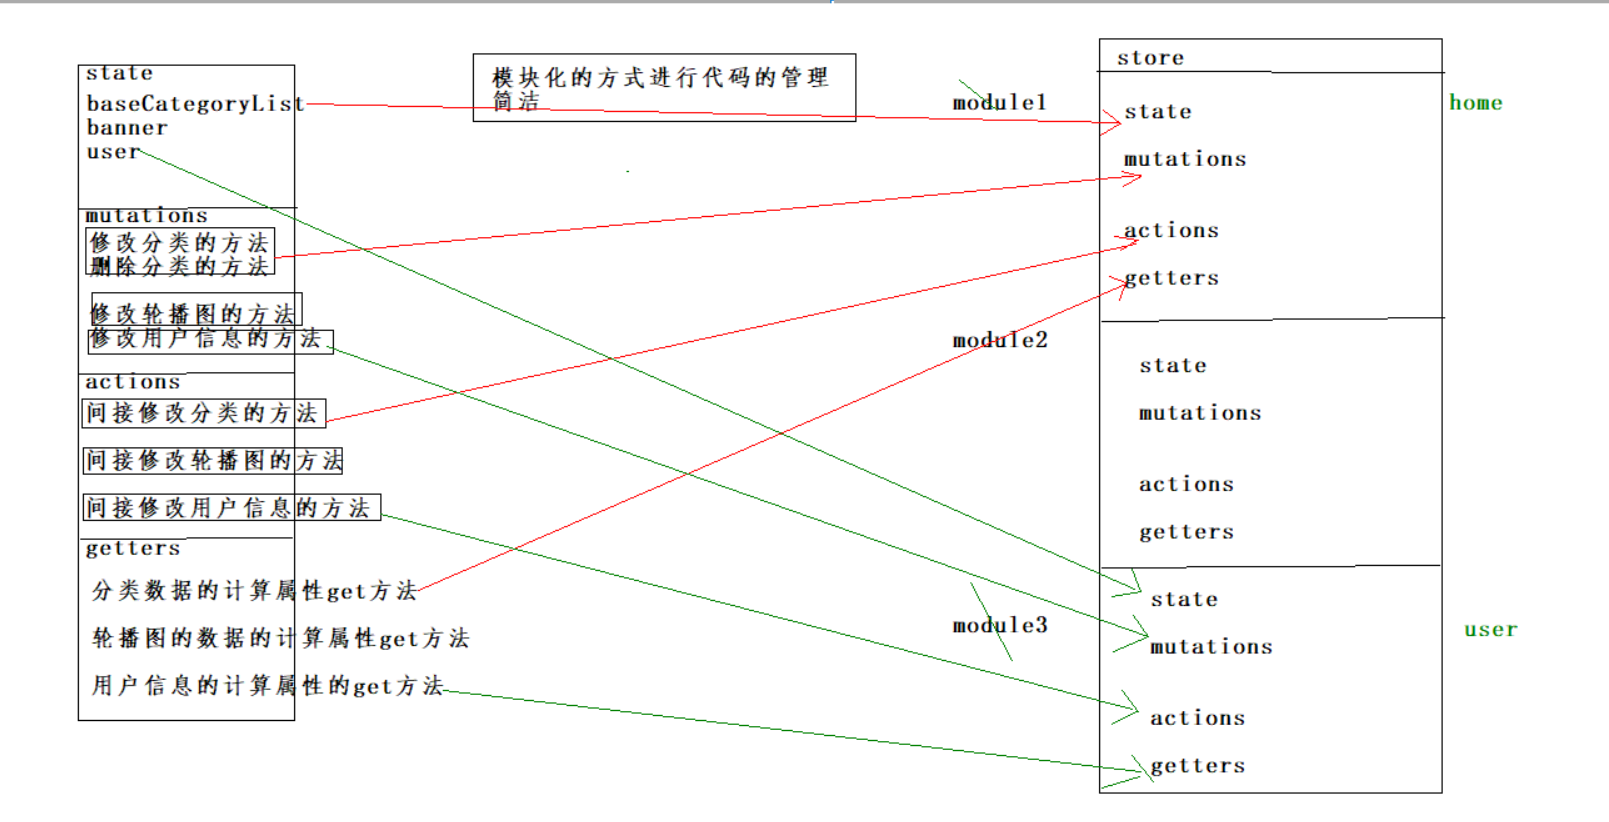 state
baseCategoryList
banner
user
mutations
修改分类的方法
删除分类的方法
修改轮播图的方法
修改用户信息的方法
actions
间接修改分类的方法
间接修改轮播图的方法
间接修改用户信息的方法
getters
分类数据的计算属性get方法
轮播图的数据的计算属性get方法
用户信息的计算属性的get方法
模块化的方式进行代码的管理
简洁
module1
module2
module3
store
state
mutations
actions
getters
state
mutations
actions
getters
state
mutations
actions
getters
home
user